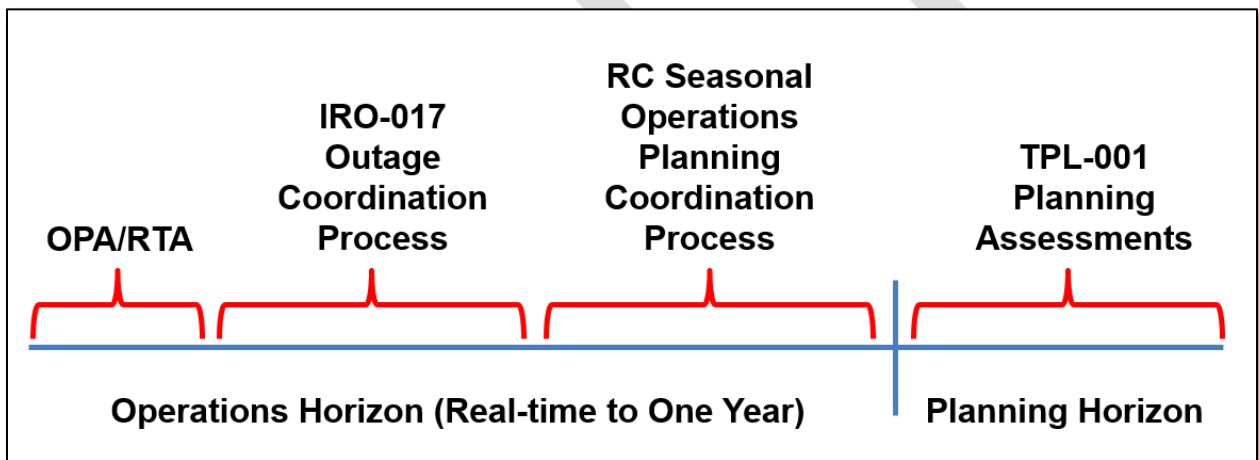 OPA/RTA
IRO-017
Outage
Coordination
Process
RC Seasonal
Operations
Planning
Coordination
Process
TPL-001
Planning
Assessments
Operations Horizon (Real-time to One Year)
Planning Horizon